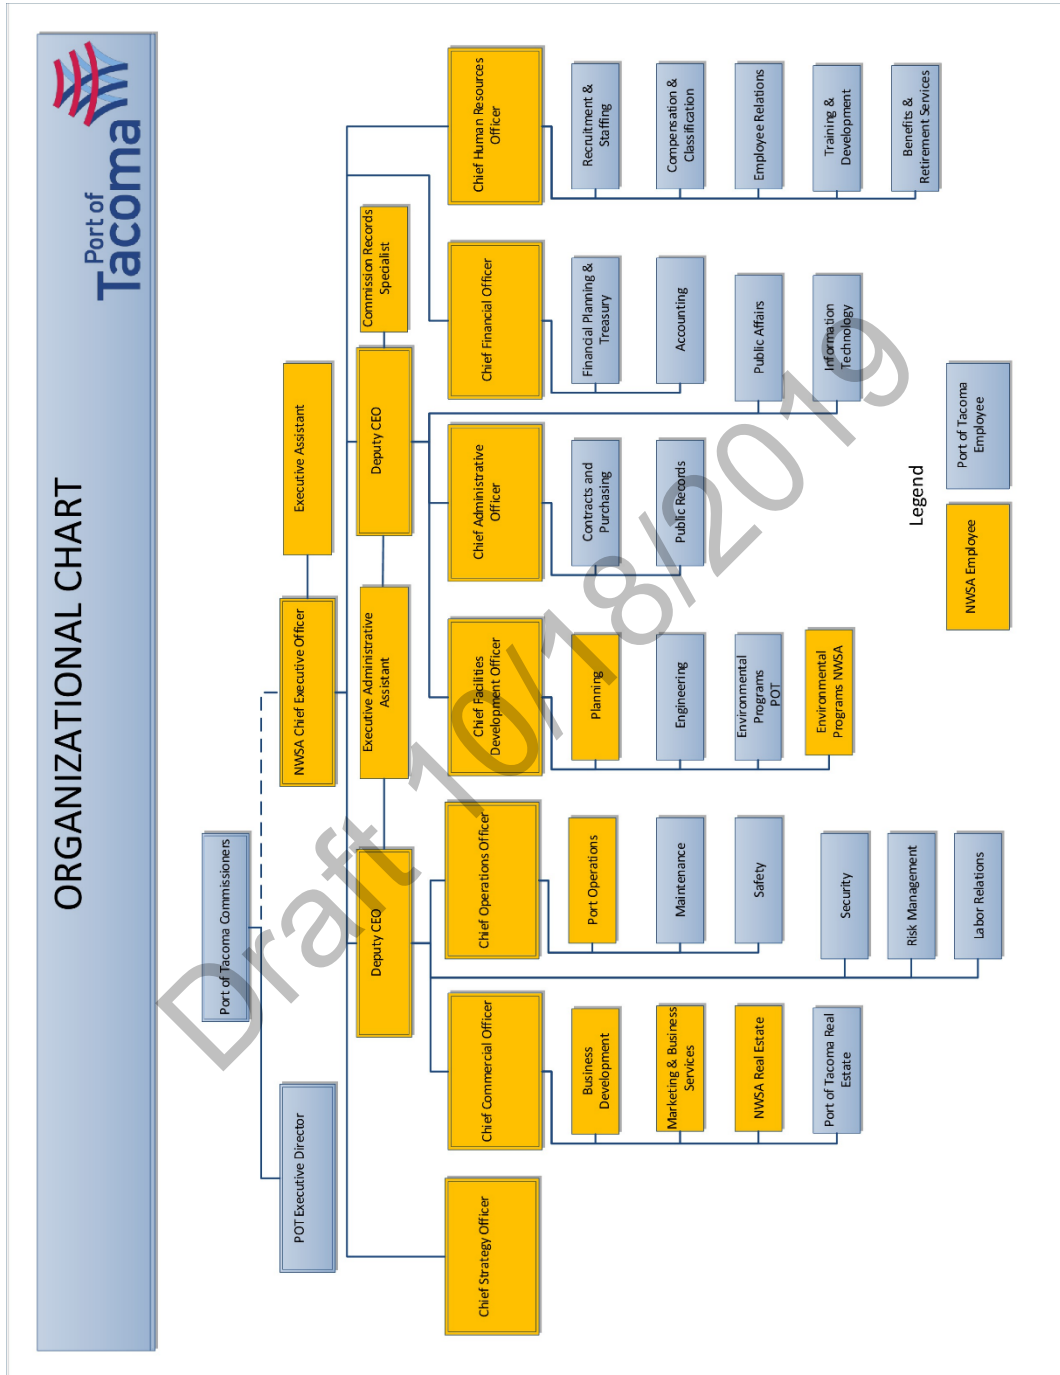 ORGANIZATIONAL CHART
Port of
Tacoma
Port of Tacoma Commissioners
POT Executive Director
NWSA Chief Executive Officer
Executive Assistant
Deputy CEO
Executive Administrative
Assistant
Deputy CEO
Commission Records
Specialist
Chief Strategy Officer
Chief Commercial Officer
Chief Operations Officer
Chief Facilities
Development Officer
Chief Administrative
Officer
Chief Financial Officer
Chief Human Resources
Officer
Business
Development
Marketing & Business
Services
NWSA Real Estate
Port of Tacoma Real
Estate
Port Operations
Maintenance
Safety
Security
Risk Management
Labor Relations
Planning
Engineering
Environmental
Programs
POT
Environmental
Programs NWSA
Contracts and
Purchasing
Public Records
Financial Planning &
Treasury
Accounting
Public Affairs
Information
Technology
Recruitment &
Staffing
Compensation &
Classification
Employee Relations
Training &
Development
Benefits &
Retirement Services
Legend
NWSA Employee
Port of Tacoma
Employee
Draft 10/18/2019